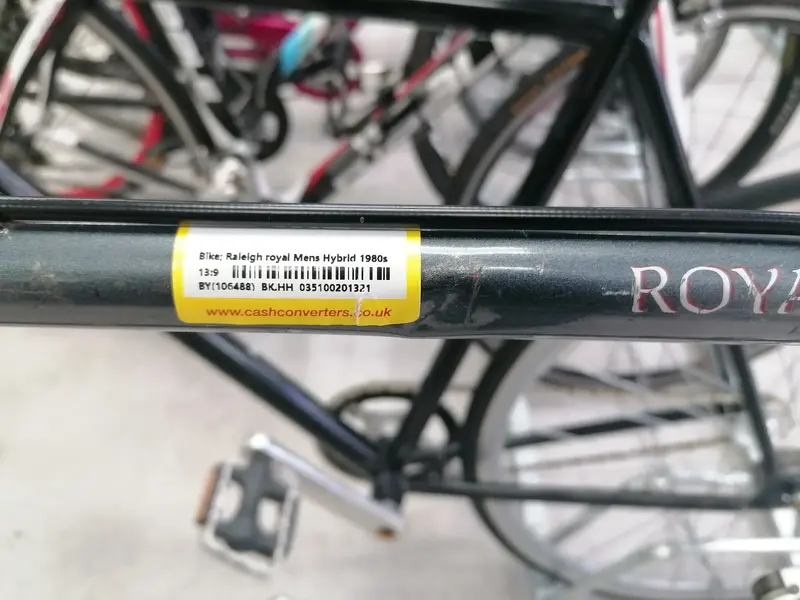 Bike; Raleigh royal Mens Hybrid 1980s
13:9
BY(106488) BK.HH 035100201321
www.cashconverters.co.uk
ROYA